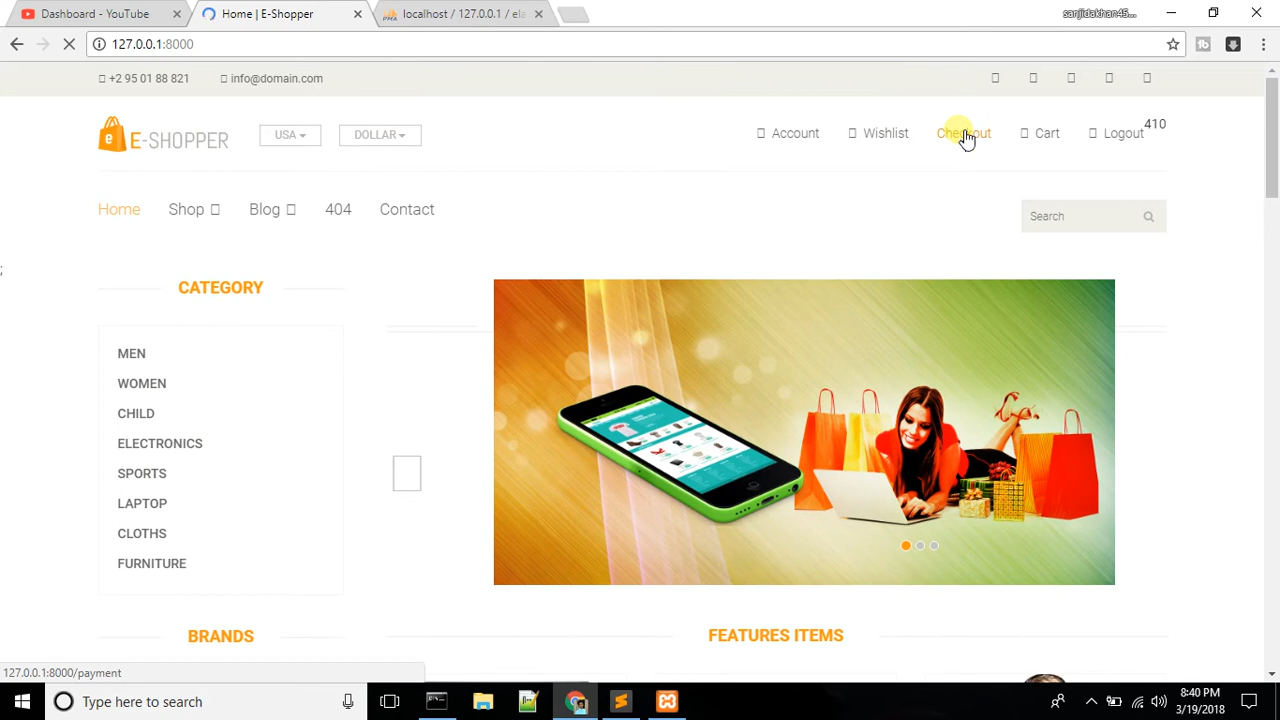 Dashboard - YouTube
Home | E-Shopper
localhost / 127.0.0.1 / ela
sanjidakhan45...
127.0.0.1:8000
+2 95 01 88 821
info@domain.com
E-SHOPPER
USA
DOLLAR
Account
Wishlist
Checkout
Cart
Logout
410
Home
Shop
Blog
404
Contact
Search
;
CATEGORY
MEN
WOMEN
CHILD
ELECTRONICS
SPORTS
LAPTOP
CLOTHS
FURNITURE
BRANDS
FEATURES ITEMS
127.0.0.1:8000/payment
Type here to search
8:40 PM
3/19/2018